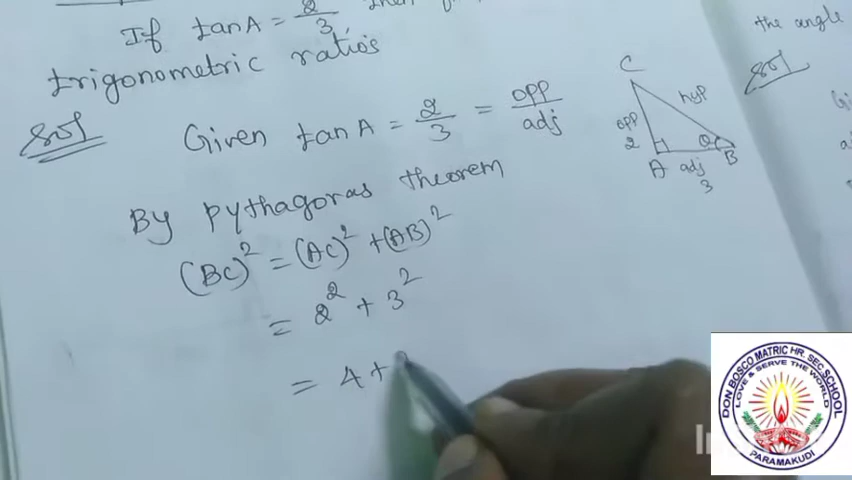 If tanA = 2/3 then
trigonometric ratios
Sol
Given tanA = 2/3 = opp/adj
C
hyp
opp
2
θ
A
B
adj
3
By pythagoras theorem
(BC)² = (AC)² + (AB)²
= 2² + 3²
= 4 +
the angle
Sol
DON BOSCO MATRIC HR. SEC SCHOOL
LOVE & SERVE THE WORLD
PARAMAKUDI